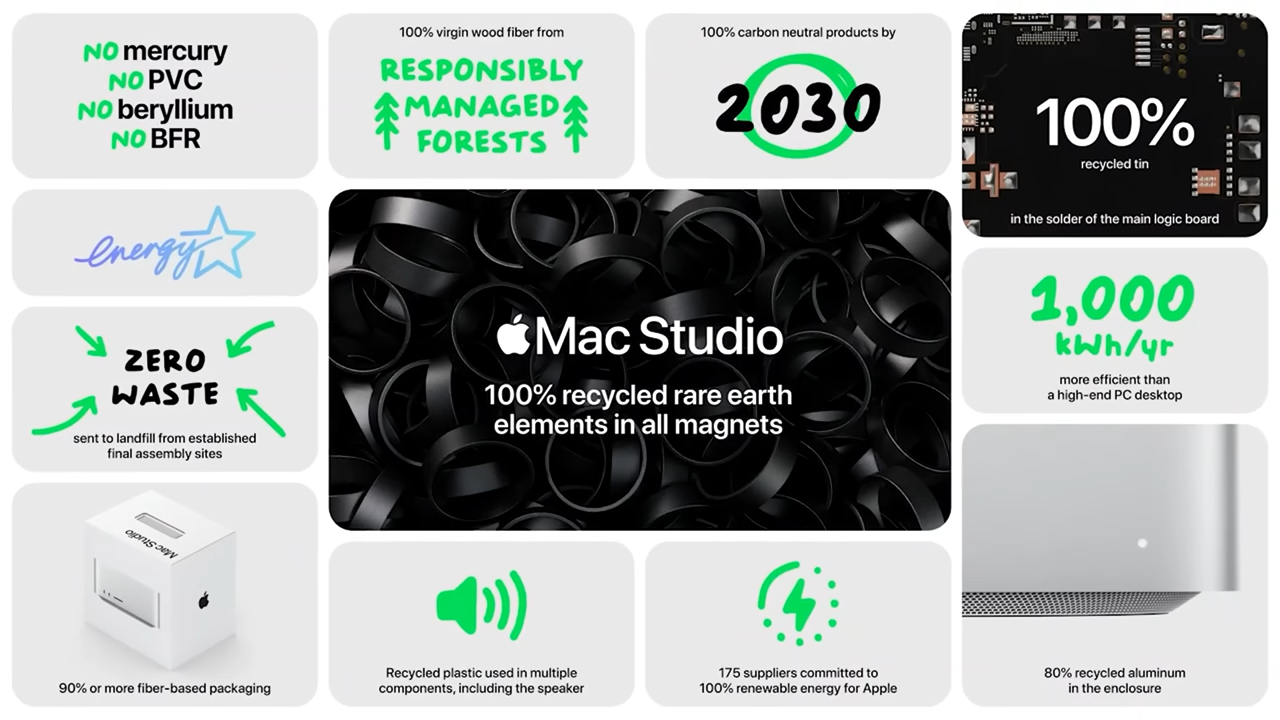 NO mercury
NO PVC
NO beryllium
NO BFR
100% virgin wood fiber from
RESPONSIBLY
MANAGED
FORESTS
100% carbon neutral products by
2030
100%
recycled tin
in the solder of the main logic board
energy
Mac Studio
100% recycled rare earth
elements in all magnets
1,000
kWh/yr
more efficient than
a high-end PC desktop
ZERO
WASTE
sent to landfill from established
final assembly sites
Mac Studio
90% or more fiber-based packaging
Recycled plastic used in multiple
components, including the speaker
175 suppliers committed to
100% renewable energy for Apple
80% recycled aluminum
in the enclosure